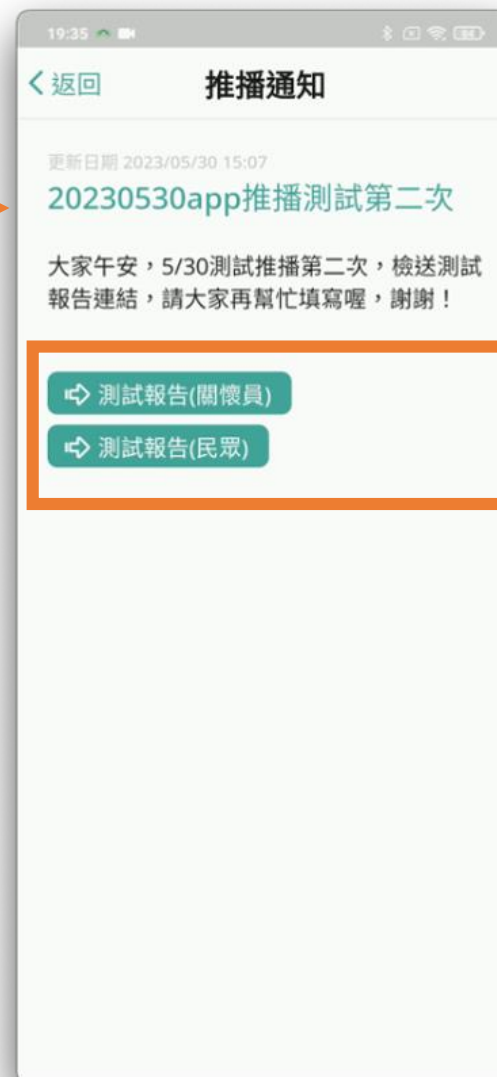 19:35
返回
推播通知
更新日期 2023/05/30 15:07
20230530app推播測試第二次
大家午安，5/30測試推播第二次，檢送測試
報告連結，請大家再幫忙填寫喔，謝謝！
測試報告(關懷員)
測試報告(民眾)